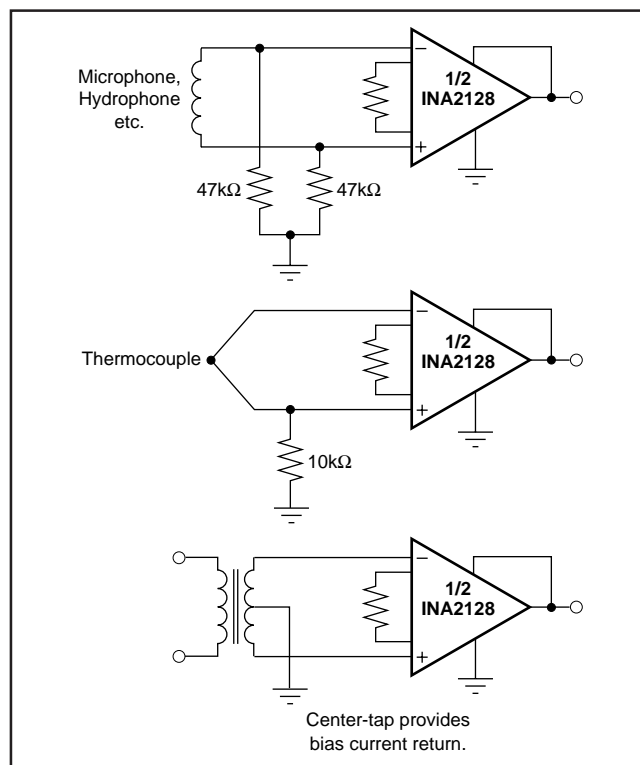 Microphone,
Hydrophone
etc.
−
1/2
INA2128
+
47kΩ
47kΩ
Thermocouple
−
1/2
INA2128
+
10kΩ
−
1/2
INA2128
+
Center-tap provides
bias current return.